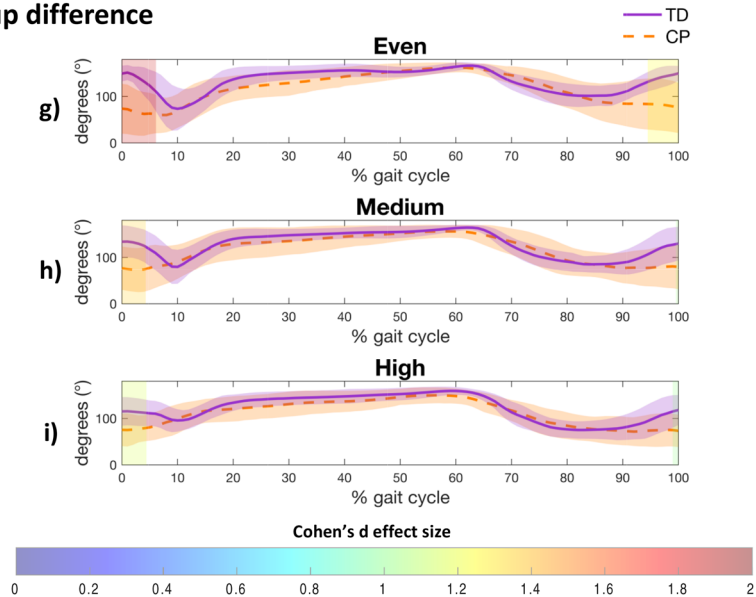 up difference
TD
CP
Even
g)
degrees (°)
100
0
0 10 20 30 40 50 60 70 80 90 100
% gait cycle
Medium
h)
degrees (°)
100
0
0 10 20 30 40 50 60 70 80 90 100
% gait cycle
High
i)
degrees (°)
100
0
0 10 20 30 40 50 60 70 80 90 100
% gait cycle
Cohen's d effect size
0 0.2 0.4 0.6 0.8 1 1.2 1.4 1.6 1.8 2